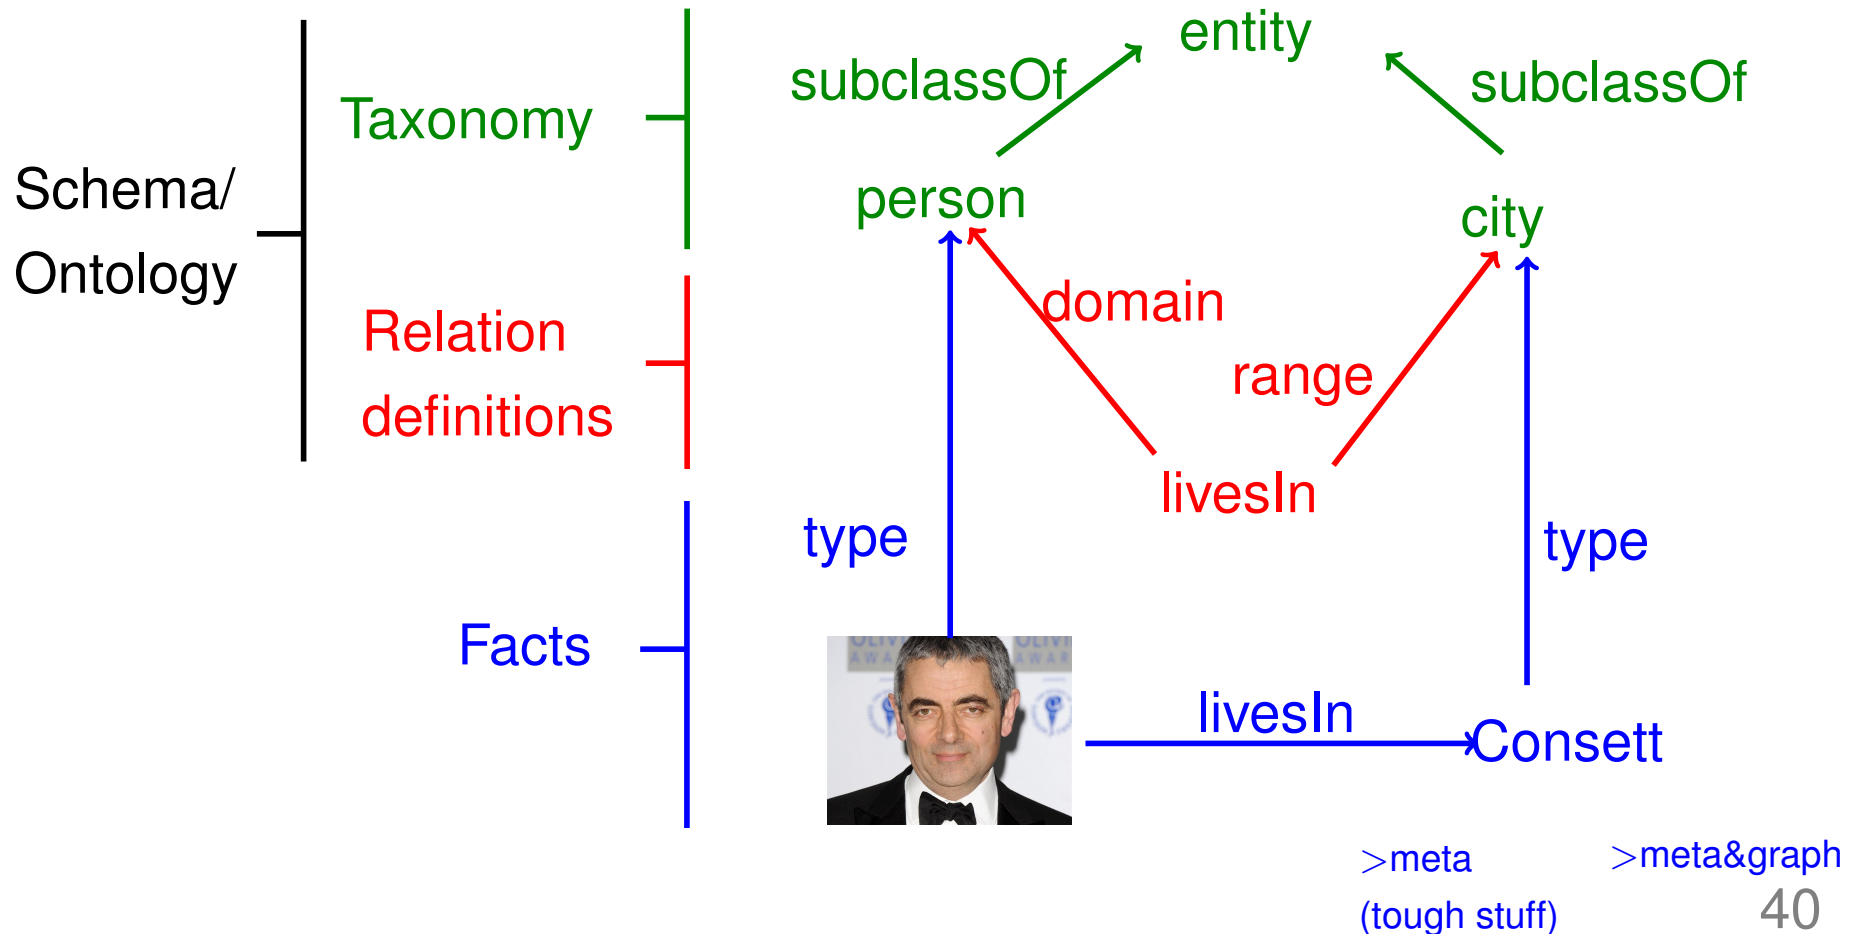 entity
subclassOf
subclassOf
Taxonomy
Schema/
Ontology
person
city
domain
Relation
definitions
range
livesIn
type
type
Facts
livesIn
Consett
>meta
(tough stuff)
>meta&graph
40